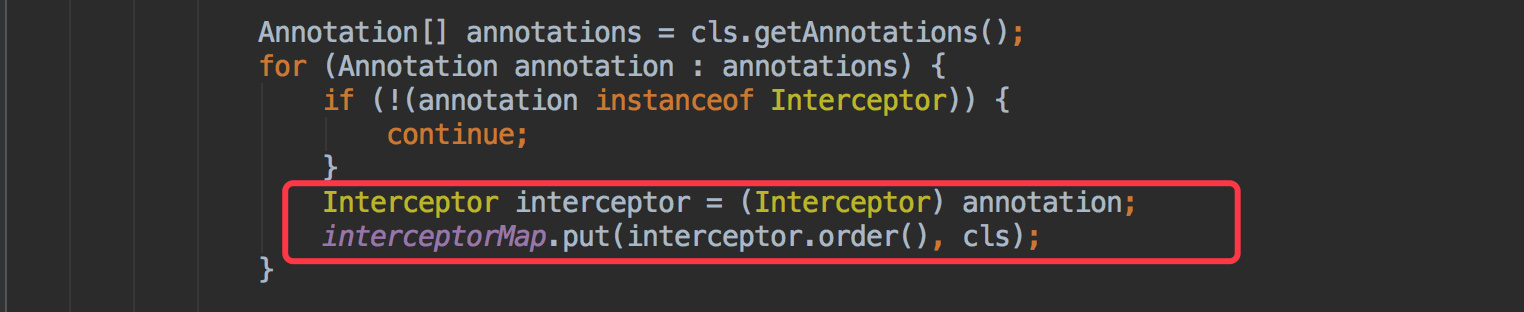 Annotation[] annotations = cls.getAnnotations();
for (Annotation annotation : annotations) {
if (!(annotation instanceof Interceptor)) {
continue;
}
Interceptor interceptor = (Interceptor) annotation;
interceptorMap.put(interceptor.order(), cls);
}